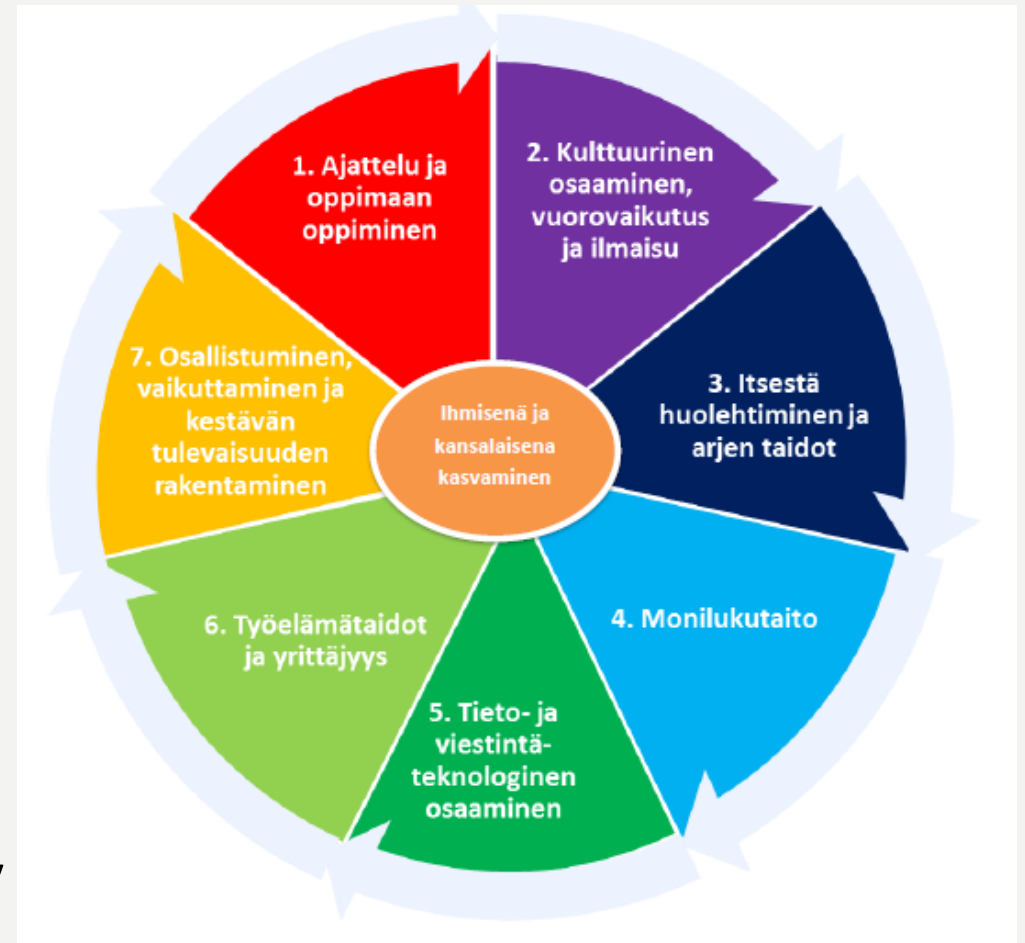 1. Ajattelu ja
oppimaan
oppiminen
2. Kulttuurinen
osaaminen,
vuorovaikutus
ja ilmaisu
3. Itsestä
huolehtiminen ja
arjen taidot
4. Monilukutaito
5. Tieto- ja
viestintä-
teknologinen
osaaminen
6. Työelämätaidot
ja yrittäjyys
7. Osallistuminen,
vaikuttaminen ja
kestävän
tulevaisuuden
rakentaminen
Ihmisenä ja
kansalaisena
kasvaminen